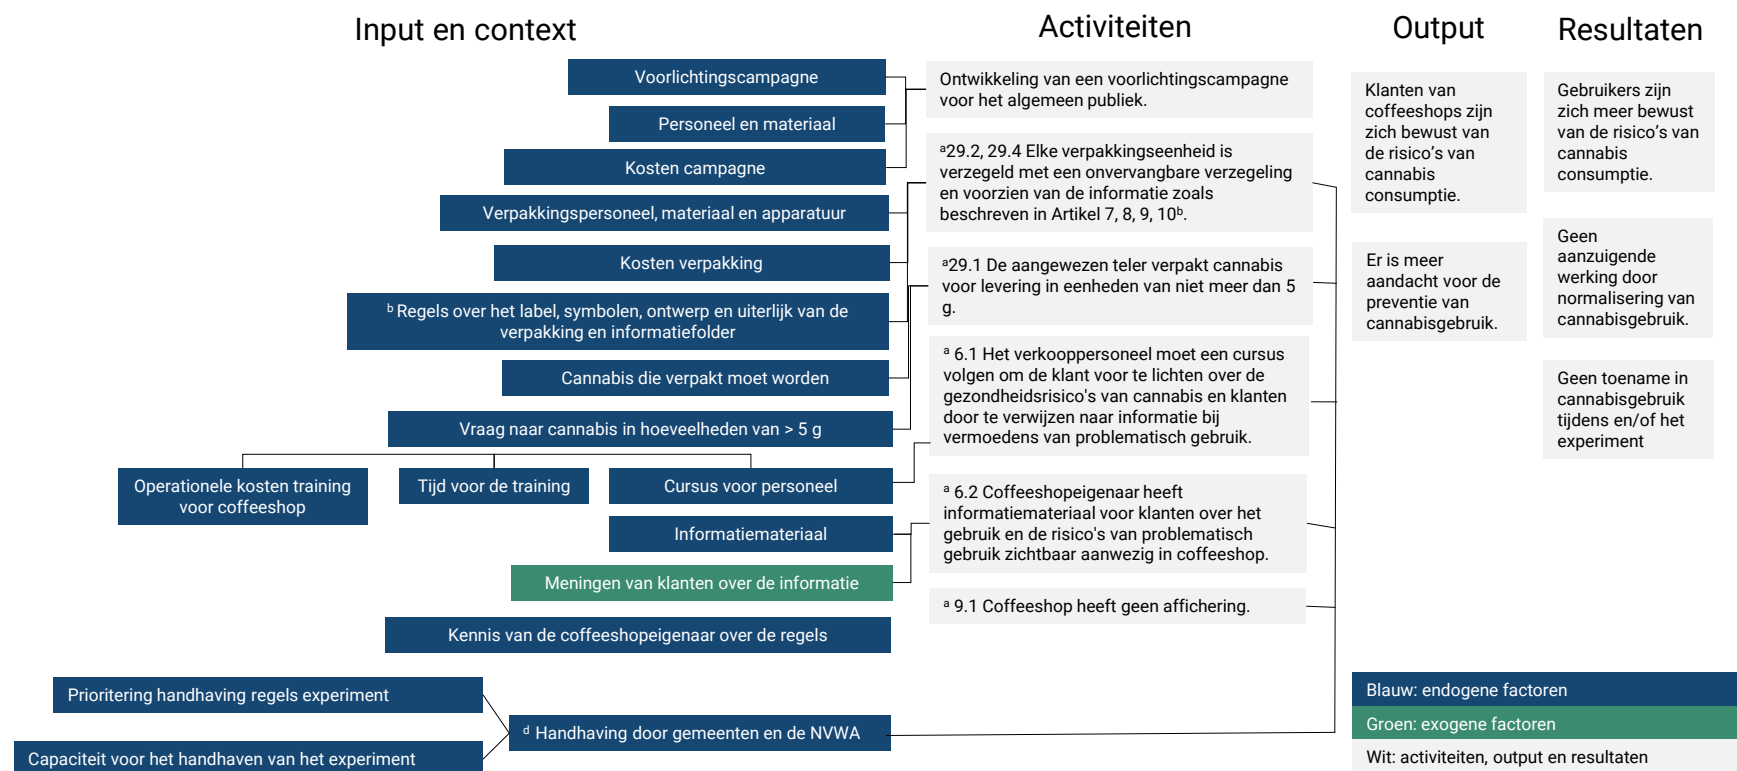 Input en context
Activiteiten
Output
Resultaten
Voorlichtingscampagne
Personeel en materiaal
Kosten campagne
Verpakkingspersoneel, materiaal en apparatuur
Kosten verpakking
ᵇ Regels over het label, symbolen, ontwerp en uiterlijk van de
verpakking en informatiefolder
Cannabis die verpakt moet worden
Vraag naar cannabis in hoeveelheden van > 5 g
Operationele kosten training
voor coffeeshop
Tijd voor de training
Cursus voor personeel
Informatiemateriaal
Meningen van klanten over de informatie
Kennis van de coffeeshopeigenaar over de regels
Prioritering handhaving regels experiment
ᵈ Handhaving door gemeenten en de NVWA
Capaciteit voor het handhaven van het experiment
Ontwikkeling van een voorlichtingscampagne
voor het algemeen publiek.
ᵃ29.2, 29.4 Elke verpakkingseenheid is
verzegeld met een onvervangbare verzegeling
en voorzien van de informatie zoals
beschreven in Artikel 7, 8, 9, 10ᵇ.
ᵃ29.1 De aangewezen teler verpakt cannabis
voor levering in eenheden van niet meer dan 5
g.
ᵃ 6.1 Het verkooppersoneel moet een cursus
volgen om de klant voor te lichten over de
gezondheidsrisico's van cannabis en klanten
door te verwijzen naar informatie bij
vermoedens van problematisch gebruik.
ᵃ 6.2 Coffeeshopeigenaar heeft
informatiemateriaal voor klanten over het
gebruik en de risico's van problematisch
gebruik zichtbaar aanwezig in coffeeshop.
ᵃ 9.1 Coffeeshop heeft geen affichering.
Klanten van
coffeeshops zijn
zich bewust van
de risico's van
cannabis
consumptie.
Er is meer
aandacht voor de
preventie van
cannabisgebruik.
Gebruikers zijn
zich meer bewust
van de risico's van
cannabis
consumptie.
Geen
aanzuigende
werking door
normalisering van
cannabisgebruik.
Geen toename in
cannabisgebruik
tijdens en/of het
experiment
Blauw: endogene factoren
Groen: exogene factoren
Wit: activiteiten, output en resultaten